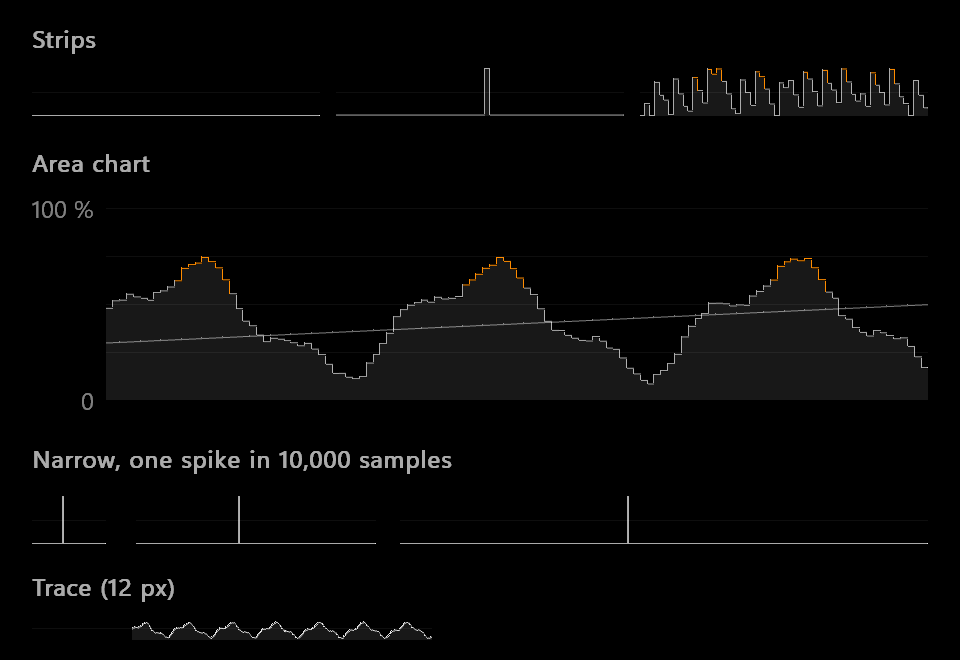 Strips
Area chart
100 %
0
Narrow, one spike in 10,000 samples
Trace (12 px)